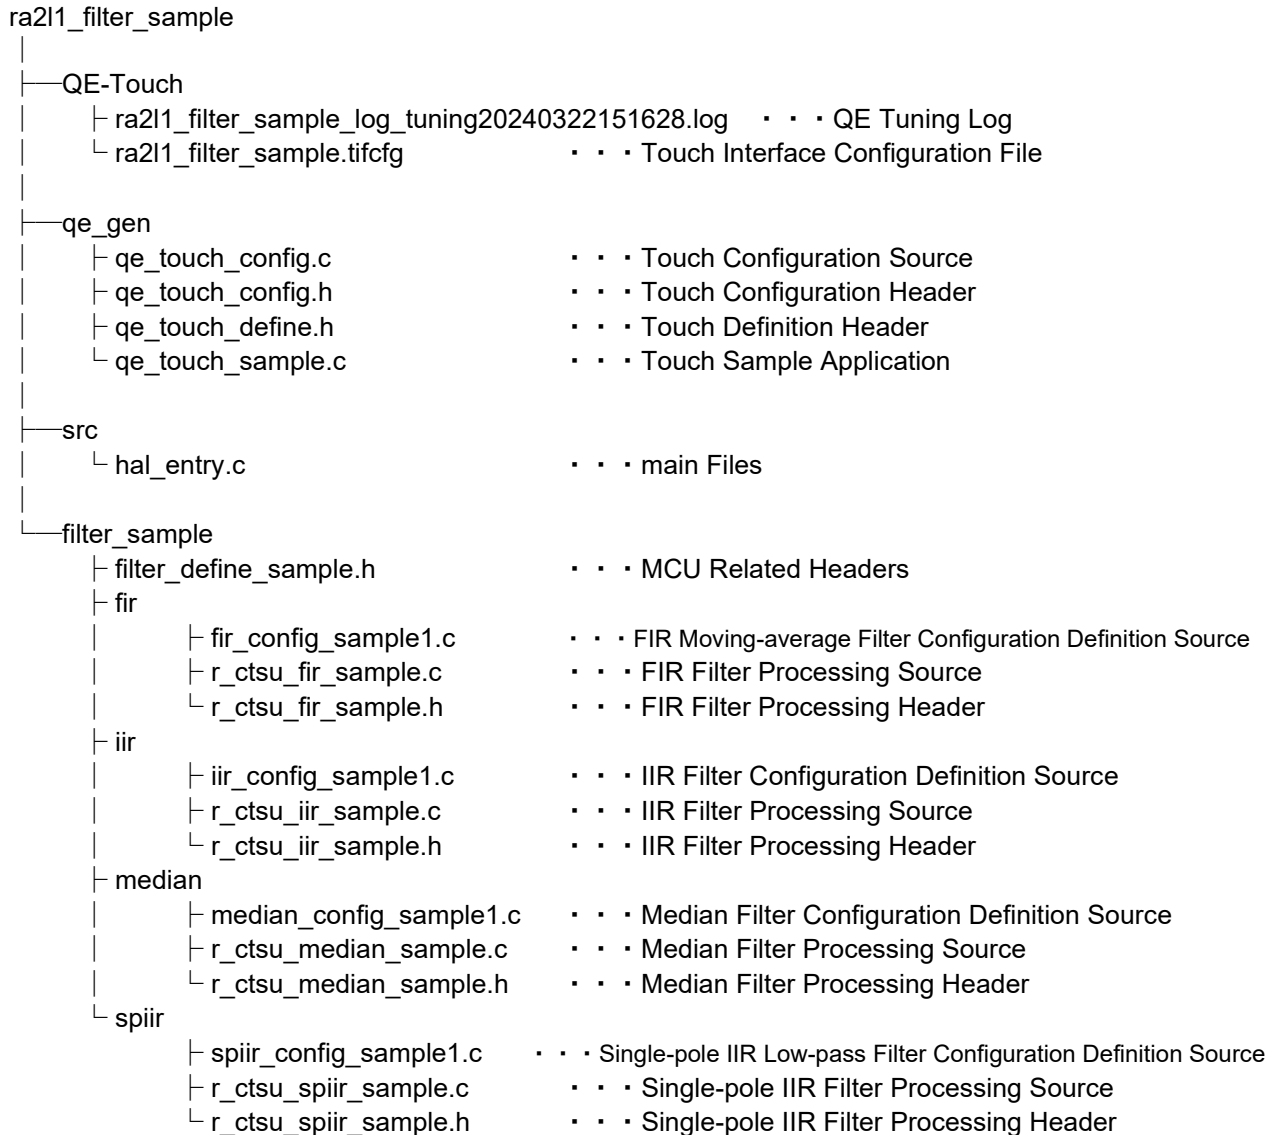 ra2l1_filter_sample
│
├──QE-Touch
│ ├ ra2l1_filter_sample_log_tuning20240322151628.log ・・・QE Tuning Log
│ └ ra2l1_filter_sample.tifcfg ・・・Touch Interface Configuration File
│
├──qe_gen
│ ├ qe_touch_config.c ・・・Touch Configuration Source
│ ├ qe_touch_config.h ・・・Touch Configuration Header
│ ├ qe_touch_define.h ・・・Touch Definition Header
│ └ qe_touch_sample.c ・・・Touch Sample Application
│
├──src
│ └ hal_entry.c ・・・main Files
│
└──filter_sample
├ filter_define_sample.h ・・・MCU Related Headers
├ fir
│ ├ fir_config_sample1.c ・・・FIR Moving-average Filter Configuration Definition Source
│ ├ r_ctsu_fir_sample.c ・・・FIR Filter Processing Source
│ └ r_ctsu_fir_sample.h ・・・FIR Filter Processing Header
├ iir
│ ├ iir_config_sample1.c ・・・IIR Filter Configuration Definition Source
│ ├ r_ctsu_iir_sample.c ・・・IIR Filter Processing Source
│ └ r_ctsu_iir_sample.h ・・・IIR Filter Processing Header
├ median
│ ├ median_config_sample1.c ・・・Median Filter Configuration Definition Source
│ ├ r_ctsu_median_sample.c ・・・Median Filter Processing Source
│ └ r_ctsu_median_sample.h ・・・Median Filter Processing Header
└ spiir
├ spiir_config_sample1.c ・・・Single-pole IIR Low-pass Filter Configuration Definition Source
├ r_ctsu_spiir_sample.c ・・・Single-pole IIR Filter Processing Source
└ r_ctsu_spiir_sample.h ・・・Single-pole IIR Filter Processing Header